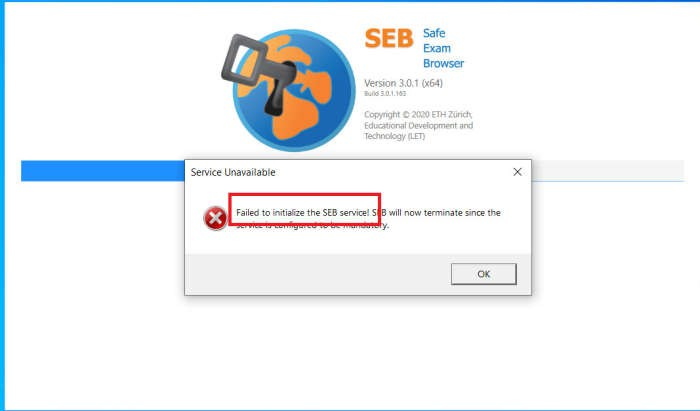 SEB Safe
Exam
Browser
Version 3.0.1 (x64)
Build 3.0.1.163
Copyright © 2020 ETH Zürich,
Educational Development and
Technology (LET)
Service Unavailable
Failed to initialize the SEB service! SEB will now terminate since the
service is configured to be mandatory.
OK